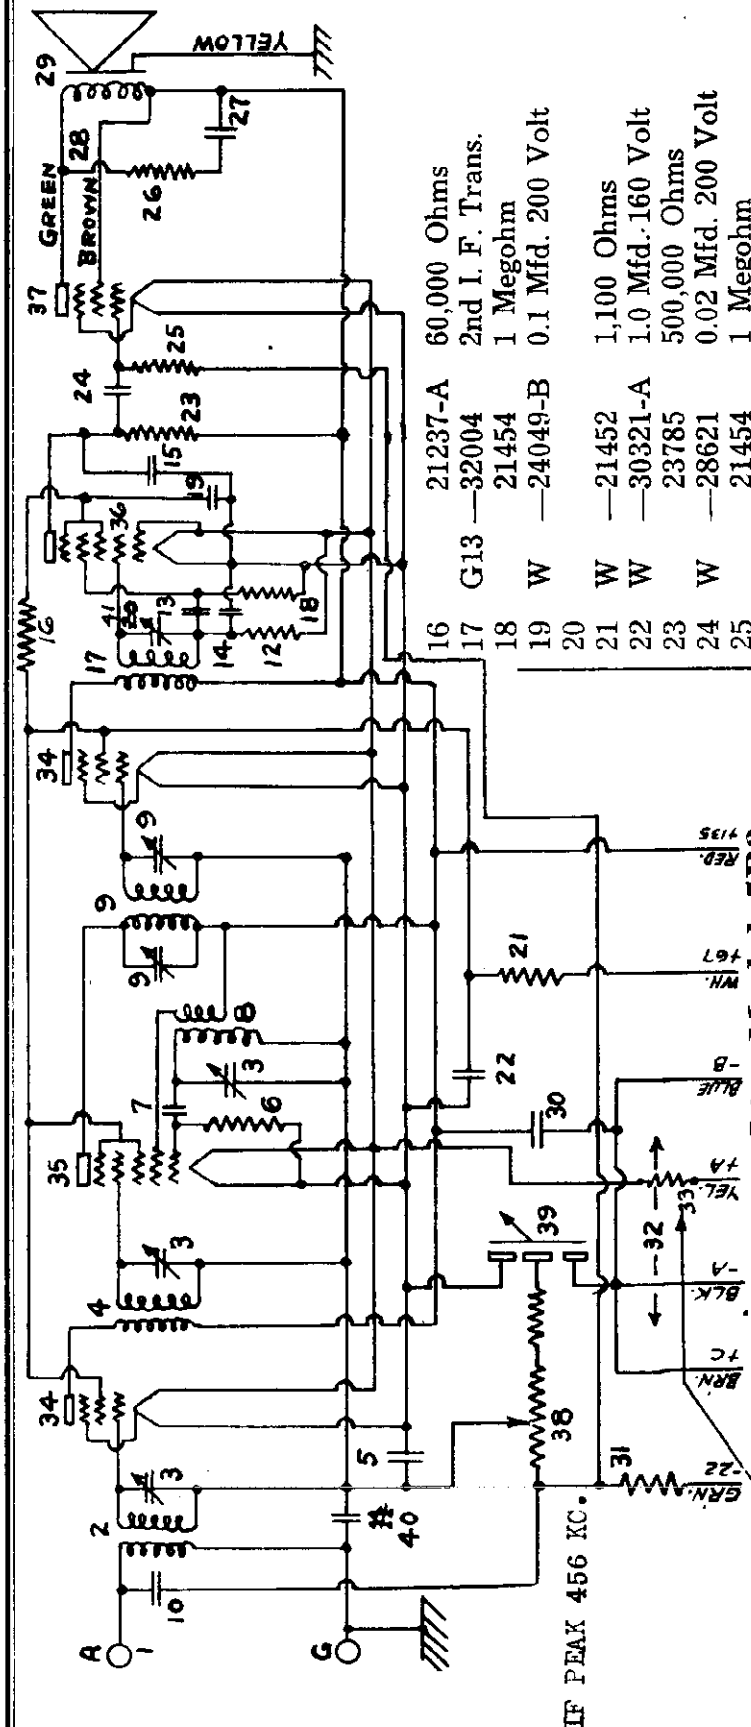 A
1
10
2
3
34
4
3
35
7
6
3
8
9
9
9
34
16
17
41
20
13
14
12
18
36
19
15
23
24
25
37
GREEN
BROWN
28
26
27
29
YELLOW
G
40
5
38
39
30
22
21
31
32
33
IF PEAK 456 KC.
GRN. -22
BRN. +C
BLK. -A
YEL. +A
BLUE -B
WH. +67
RED. +135
16 21237-A 60,000 Ohms
17 G13 —32004 2nd I. F. Trans.
18 21454 1 Megohm
19 W —24049-B 0.1 Mfd. 200 Volt
20
21 W —21452 1,100 Ohms
22 W —30321-A 1.0 Mfd. 160 Volt
23 23785 500,000 Ohms
24 W —28621 0.02 Mfd. 200 Volt
25 21454 1 Megohm